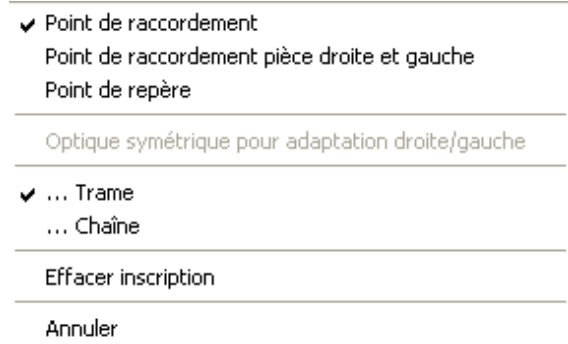 Point de raccordement
Point de raccordement pièce droite et gauche
Point de repère
Optique symétrique pour adaptation droite/gauche
... Trame
... Chaîne
Effacer inscription
Annuler